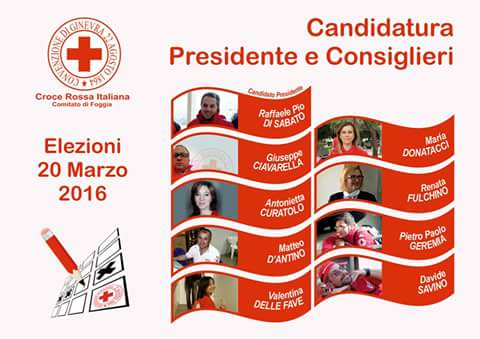 Candidatura
Presidente e Consiglieri
CONVENZIONE DI GINEVRA 22 AGOSTO 1864
Croce Rossa Italiana
Comitato di Foggia
Elezioni
20 Marzo
2016
Candidato Presidente
Raffaele Pio
DI SABATO
Giuseppe
CIAVARELLA
Antonietta
CURATOLO
Matteo
D'ANTINO
Valentina
DELLE FAVE
Maria
DONATACCI
Renata
FULCHINO
Pietro Paolo
GEREMIA
Davide
SAVINO